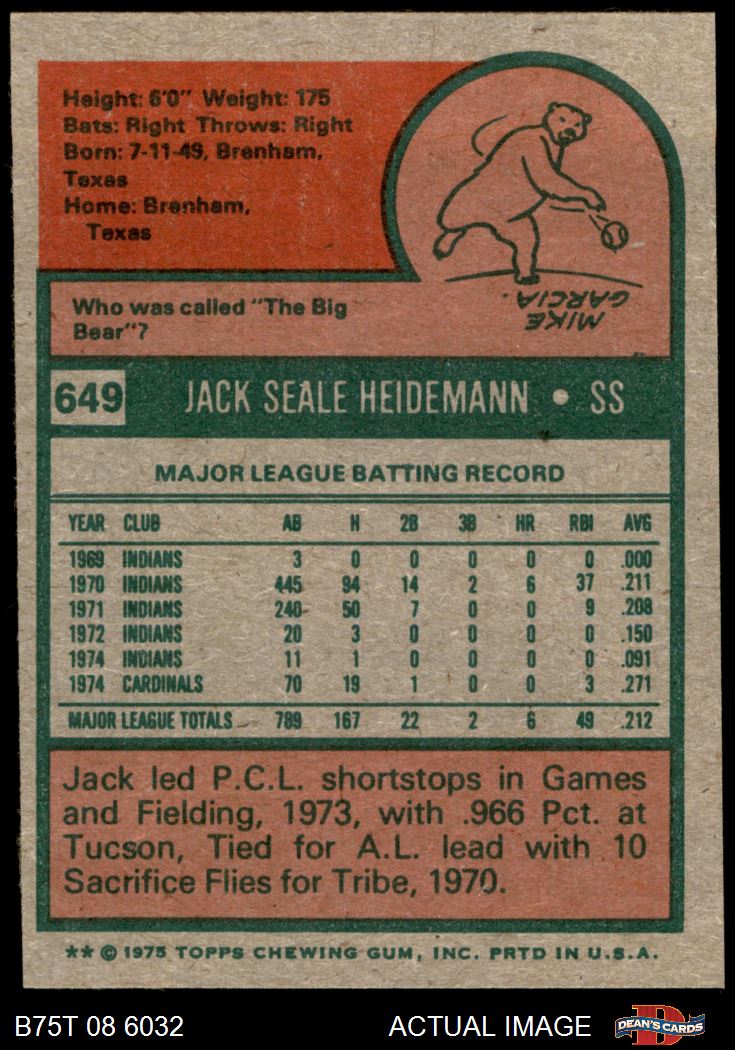 Height: 6'0" Weight: 175
Bats: Right Throws: Right
Born: 7-11-49, Brenham,
Texas
Home: Brenham,
Texas
MIKE
GARCIA.
Who was called "The Big
Bear"?
649 JACK SEALE HEIDEMANN • SS
MAJOR LEAGUE BATTING RECORD
YEAR CLUB AB H 2B 3B HR RBI AVG
1969 INDIANS 3 0 0 0 0 0 .000
1970 INDIANS 445 94 14 2 6 37 .211
1971 INDIANS 240 50 7 0 0 9 .208
1972 INDIANS 20 3 0 0 0 0 .150
1974 INDIANS 11 1 0 0 0 0 .091
1974 CARDINALS 70 19 1 0 0 3 .271
MAJOR LEAGUE TOTALS 789 167 22 2 6 49 .212
Jack led P.C.L. shortstops in Games
and Fielding, 1973, with .966 Pct. at
Tucson, Tied for A.L. lead with 10
Sacrifice Flies for Tribe, 1970.
** © 1975 TOPPS CHEWING GUM, INC. PRTD IN U.S.A.
B75T 08 6032 ACTUAL IMAGE DEAN'S CARDS